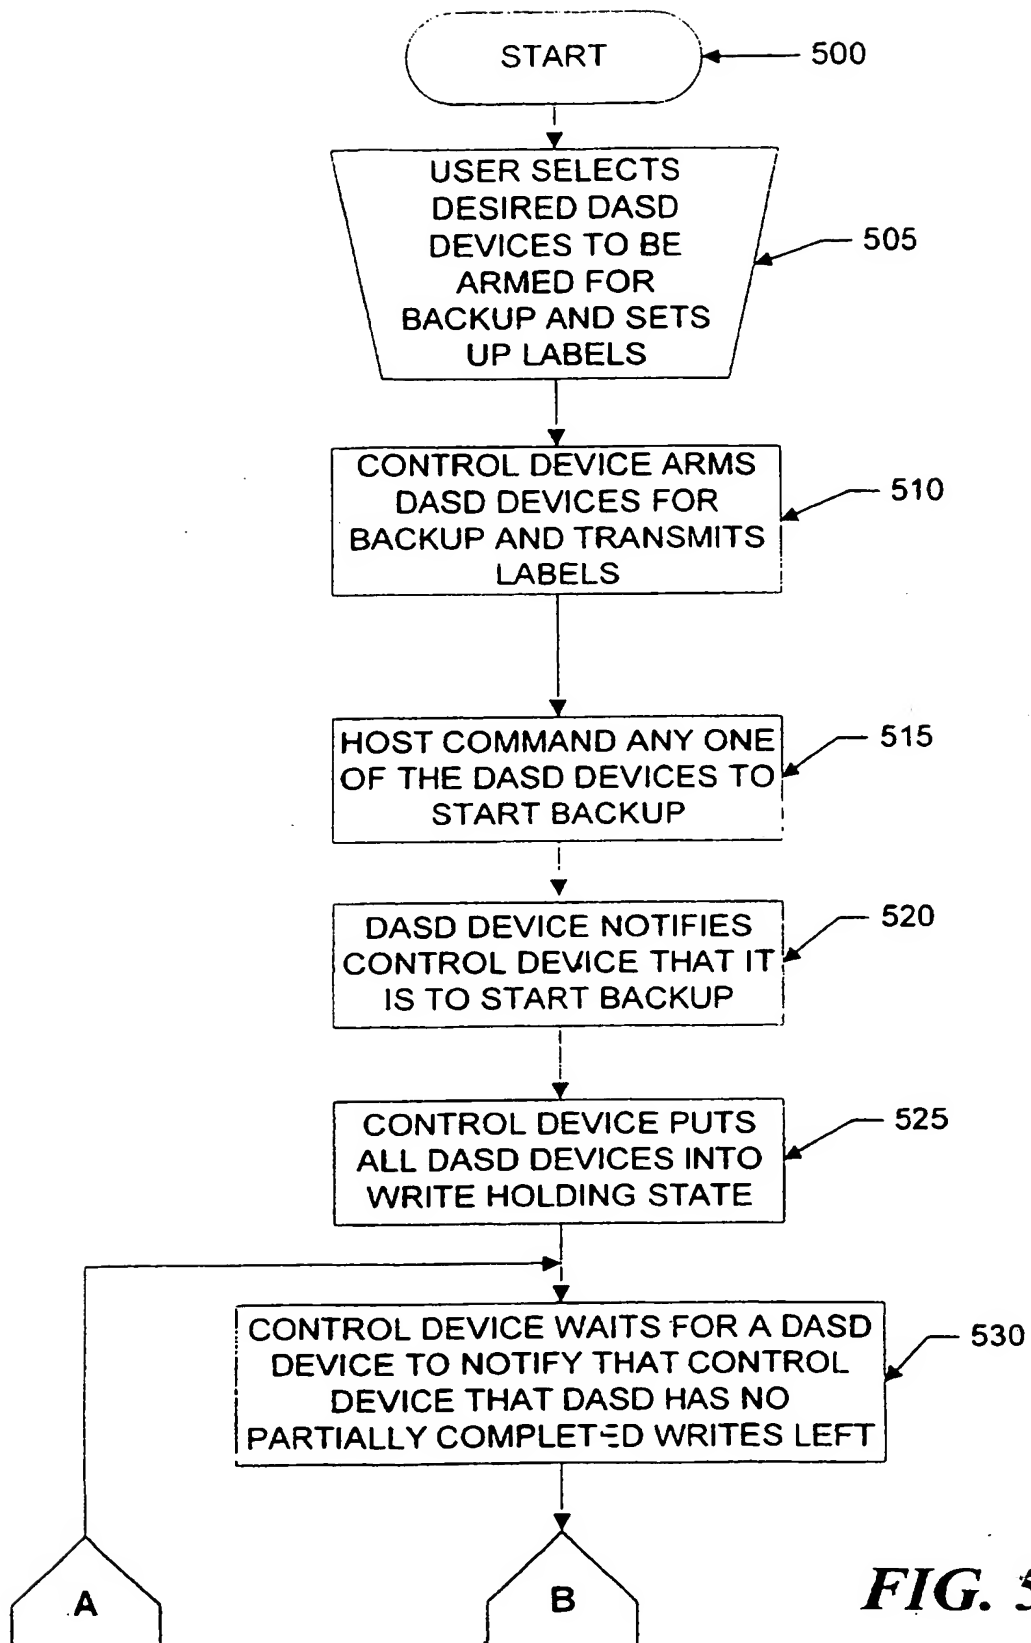 START
500
USER SELECTS
DESIRED DASD
DEVICES TO BE
ARMED FOR
BACKUP AND SETS
UP LABELS
505
CONTROL DEVICE ARMS
DASD DEVICES FOR
BACKUP AND TRANSMITS
LABELS
510
HOST COMMAND ANY ONE
OF THE DASD DEVICES TO
START BACKUP
515
DASD DEVICE NOTIFIES
CONTROL DEVICE THAT IT
IS TO START BACKUP
520
CONTROL DEVICE PUTS
ALL DASD DEVICES INTO
WRITE HOLDING STATE
525
CONTROL DEVICE WAITS FOR A DASD
DEVICE TO NOTIFY THAT CONTROL
DEVICE THAT DASD HAS NO
PARTIALLY COMPLETED WRITES LEFT
530
A
B
FIG. 5